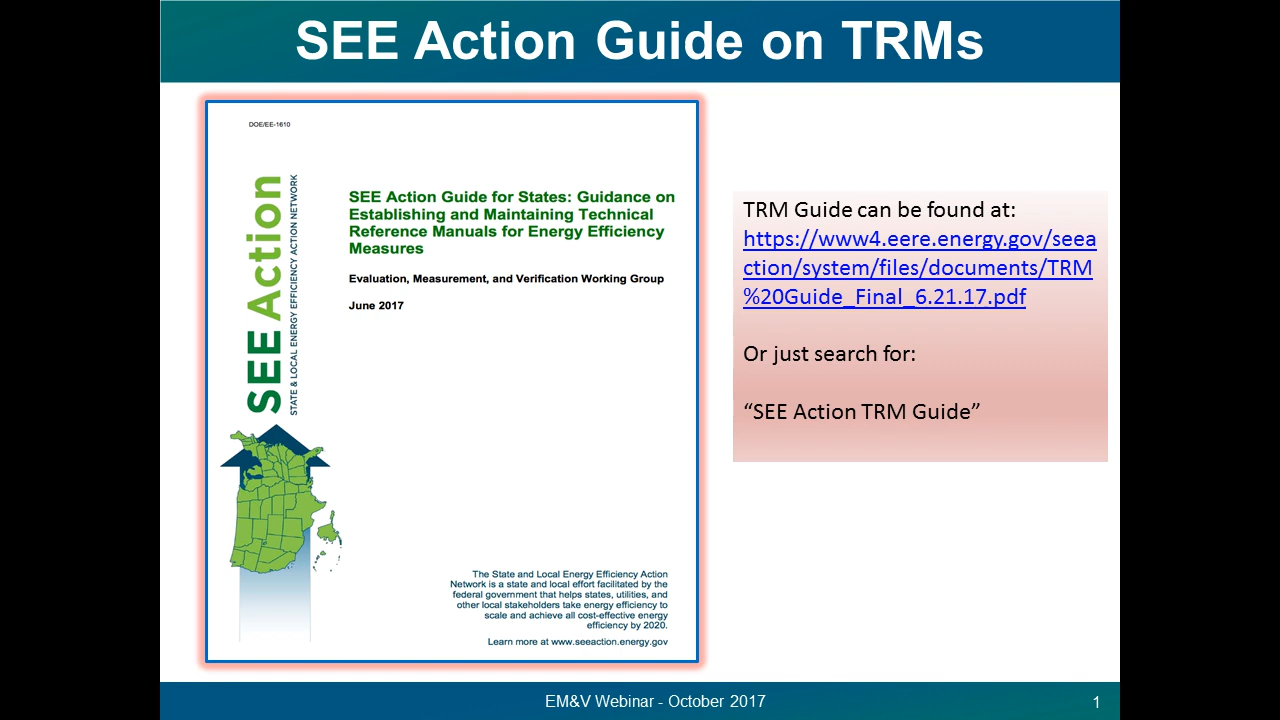 SEE Action Guide on TRMs
DOE/EE-1610
SEE Action
STATE & LOCAL ENERGY EFFICIENCY ACTION NETWORK
SEE Action Guide for States: Guidance on
Establishing and Maintaining Technical
Reference Manuals for Energy Efficiency
Measures
Evaluation, Measurement, and Verification Working Group
June 2017
The State and Local Energy Efficiency Action
Network is a state and local effort facilitated by the
federal government that helps states, utilities, and
other local stakeholders take energy efficiency to
scale and achieve all cost-effective energy
efficiency by 2020.
Learn more at www.seeaction.energy.gov
TRM Guide can be found at:
https://www4.eere.energy.gov/seea
ction/system/files/documents/TRM
%20Guide_Final_6.21.17.pdf
Or just search for:
“SEE Action TRM Guide”
EM&V Webinar - October 2017
1